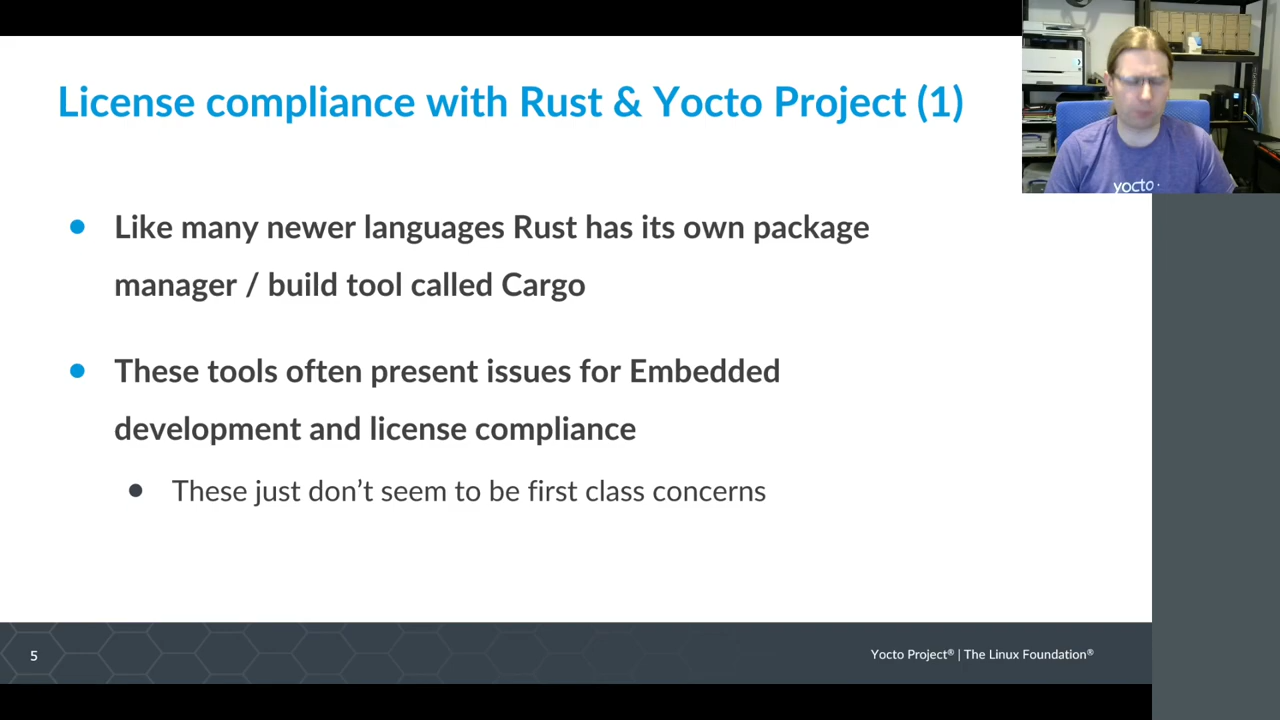 License compliance with Rust & Yocto Project (1)
yocto
Like many newer languages Rust has its own package
manager / build tool called Cargo
These tools often present issues for Embedded
development and license compliance
These just don’t seem to be first class concerns
5
Yocto Project® | The Linux Foundation®